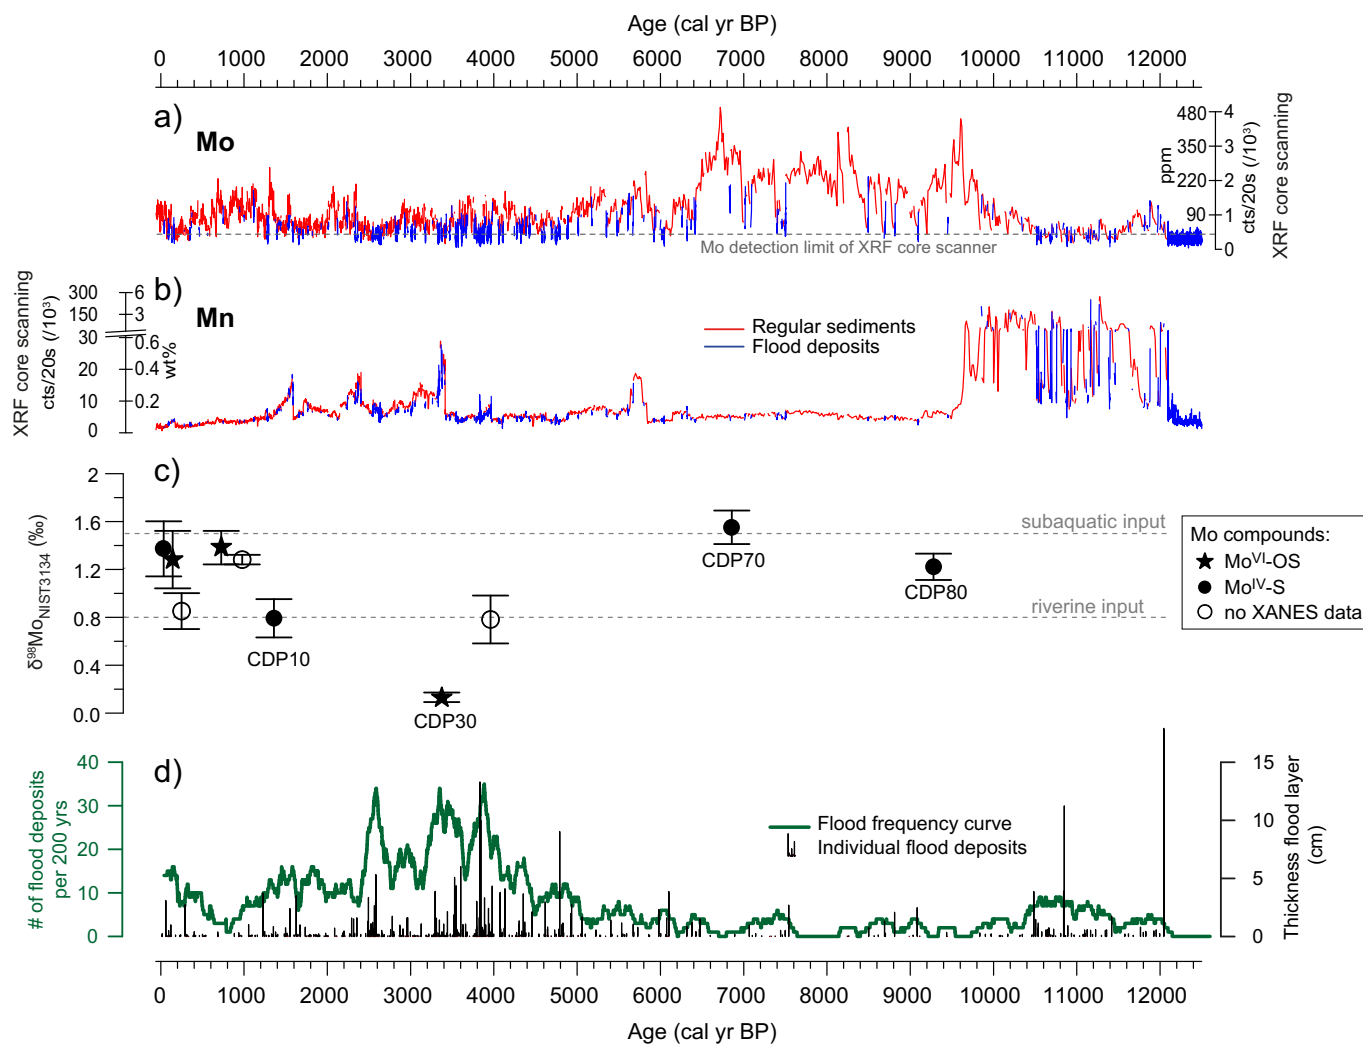 Age (cal yr BP)
0 1000 2000 3000 4000 5000 6000 7000 8000 9000 10000 11000 12000
a)
Mo
480 4
350 3
220 2
90 1
0
ppm
cts/20s (/10³)
XRF core scanning
Mo detection limit of XRF core scanner
b)
Mn
XRF core scanning
cts/20s (/10³)
300 6
150 3
30 0.6
20 0.4
10 0.2
0
wt%
Regular sediments
Flood deposits
c)
δ⁹⁸Mo_NIST3134 (‰)
2
1.6
1.2
0.8
0.4
0.0
subaquatic input
riverine input
CDP10
CDP30
CDP70
CDP80
Mo compounds:
Mo^VI-OS
Mo^IV-S
no XANES data
d)
# of flood deposits
per 200 yrs
40
30
20
10
0
Flood frequency curve
Individual flood deposits
15
10
5
0
Thickness flood layer
(cm)
0 1000 2000 3000 4000 5000 6000 7000 8000 9000 10000 11000 12000
Age (cal yr BP)